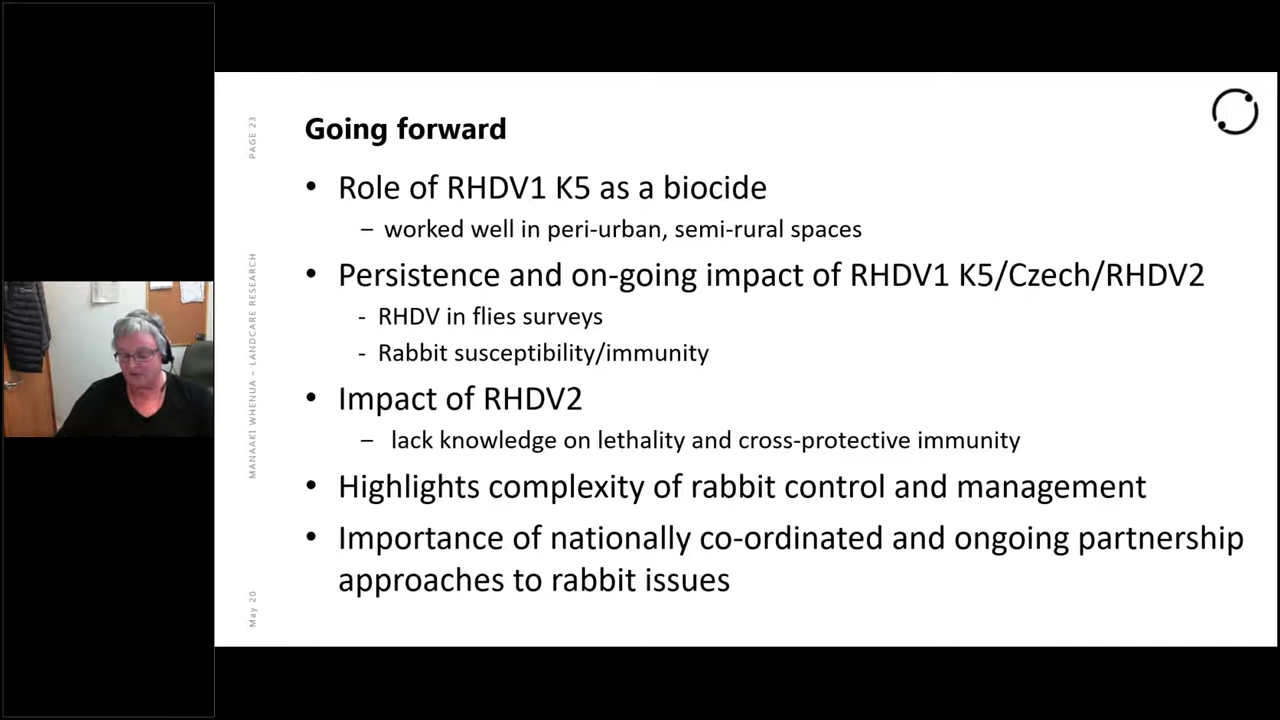 PAGE 23
MANAAKI WHENUA – LANDCARE RESEARCH
May 20
Going forward
• Role of RHDV1 K5 as a biocide
– worked well in peri-urban, semi-rural spaces
• Persistence and on-going impact of RHDV1 K5/Czech/RHDV2
- RHDV in flies surveys
- Rabbit susceptibility/immunity
• Impact of RHDV2
– lack knowledge on lethality and cross-protective immunity
• Highlights complexity of rabbit control and management
• Importance of nationally co-ordinated and ongoing partnership
approaches to rabbit issues